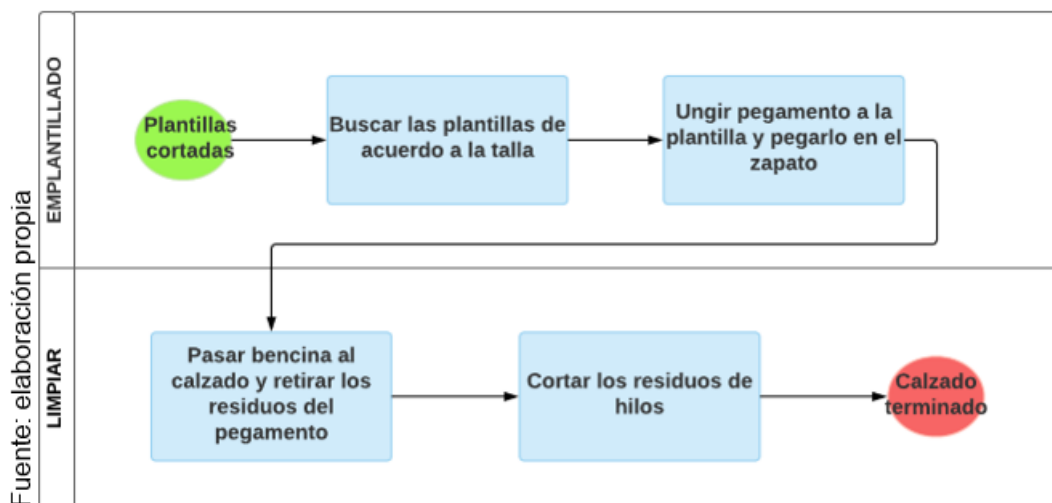 EMPLANTILLADO
Plantillas
cortadas
Buscar las plantillas de
acuerdo a la talla
Ungir pegamento a la
plantilla y pegarlo en el
zapato
LIMPIAR
Pasar bencina al
calzado y retirar los
residuos del
pegamento
Cortar los residuos de
hilos
Calzado
terminado
Fuente: elaboración propia